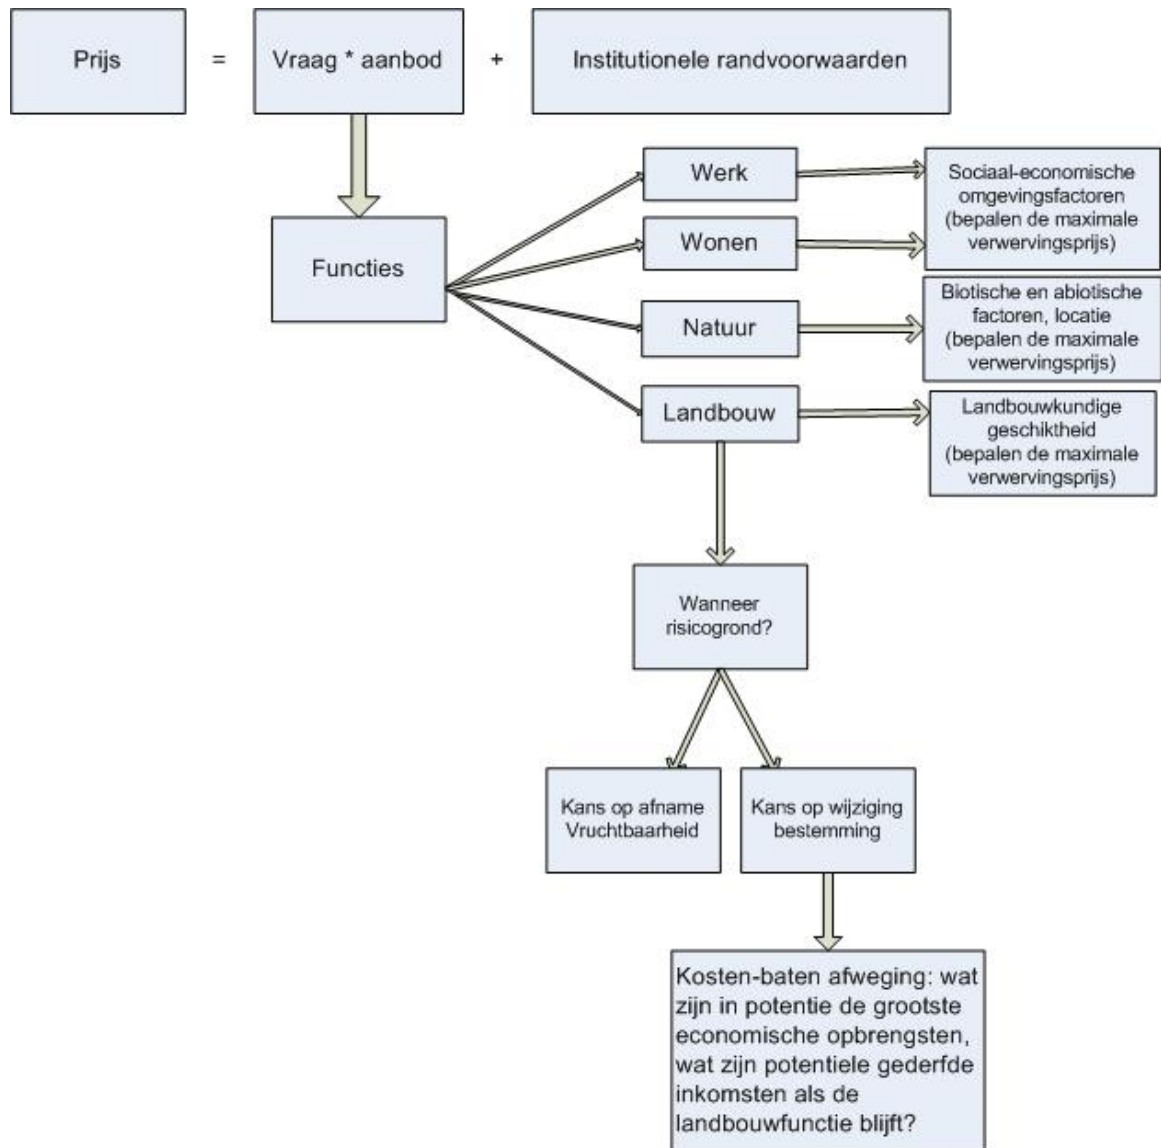 Prijs = Vraag * aanbod + Institutionele randvoorwaarden
Functies
Werk
Wonen
Natuur
Landbouw
Sociaal-economische
omgevingsfactoren
(bepalen de maximale
verwervingsprijs)
Biotische en abiotische
factoren, locatie
(bepalen de maximale
verwervingsprijs)
Landbouwkundige
geschiktheid
(bepalen de maximale
verwervingsprijs)
Wanneer
risicogrond?
Kans op afname
Vruchtbaarheid
Kans op wijziging
bestemming
Kosten-baten afweging: wat
zijn in potentie de grootste
economische opbrengsten,
wat zijn potentiele gederfde
inkomsten als de
landbouwfunctie blijft?